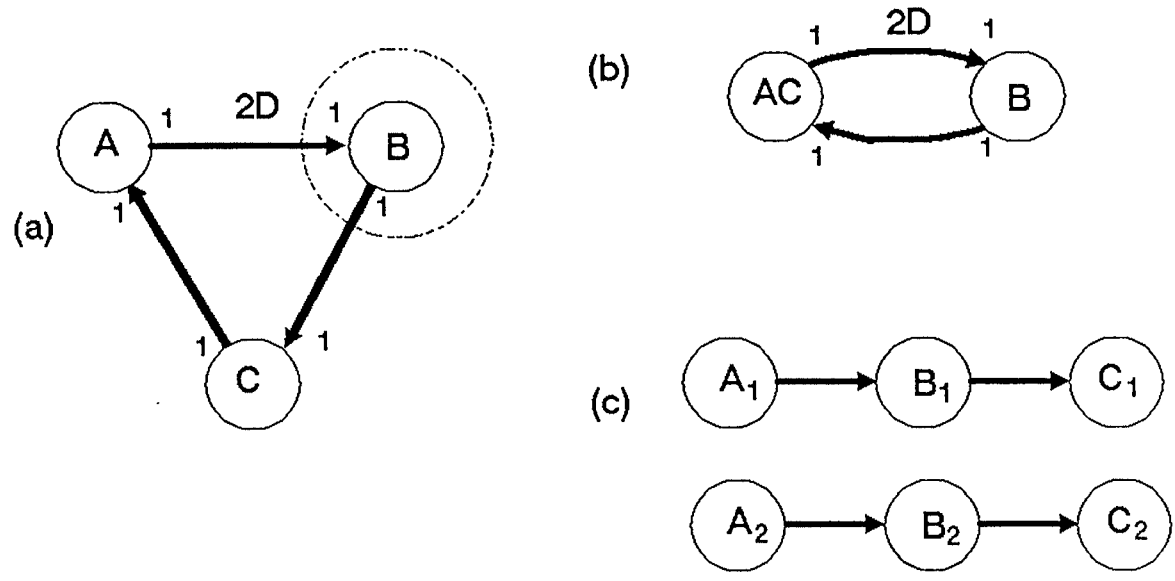 (a)
A 1 2D 1 B
1 1
1 1
C
(b)
1 2D 1
AC B
1 1
(c)
A₁ B₁ C₁
A₂ B₂ C₂